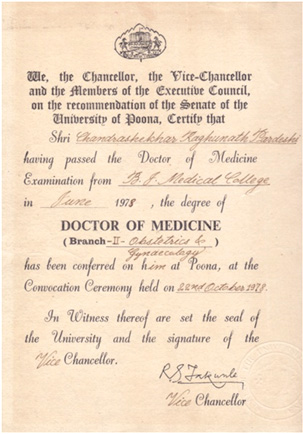 We, the Chancellor, the Vice-Chancellor
and the Members of the Executive Council,
on the recommendation of the Senate of the
University of Poona, Certify that
Shri Chandrashekhar Raghunath Bardeshi
having passed the Doctor of Medicine
Examination from B. J. Medical College
in June 1978, the degree of
DOCTOR OF MEDICINE
(Branch-II- Obstetrics &
Gynaecology
has been conferred on him at Poona, at the
Convocation Ceremony held on 22nd October 1978.
In Witness thereof are set the seal of
the University and the signature of the
Vice Chancellor.
Vice Chancellor